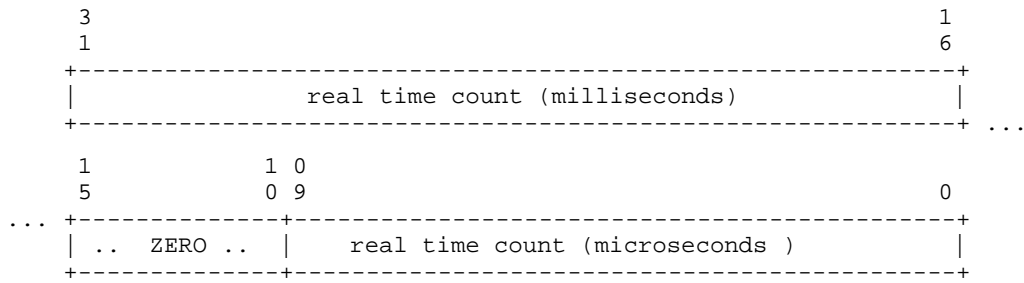 3 1
1 6
+---------------------------------------------------------------+
| real time count (milliseconds) |
+---------------------------------------------------------------+ ...
1 1 0
5 0 9 0
... +---------------+-----------------------------------------------+
| .. ZERO .. | real time count (microseconds ) |
+---------------+-----------------------------------------------+